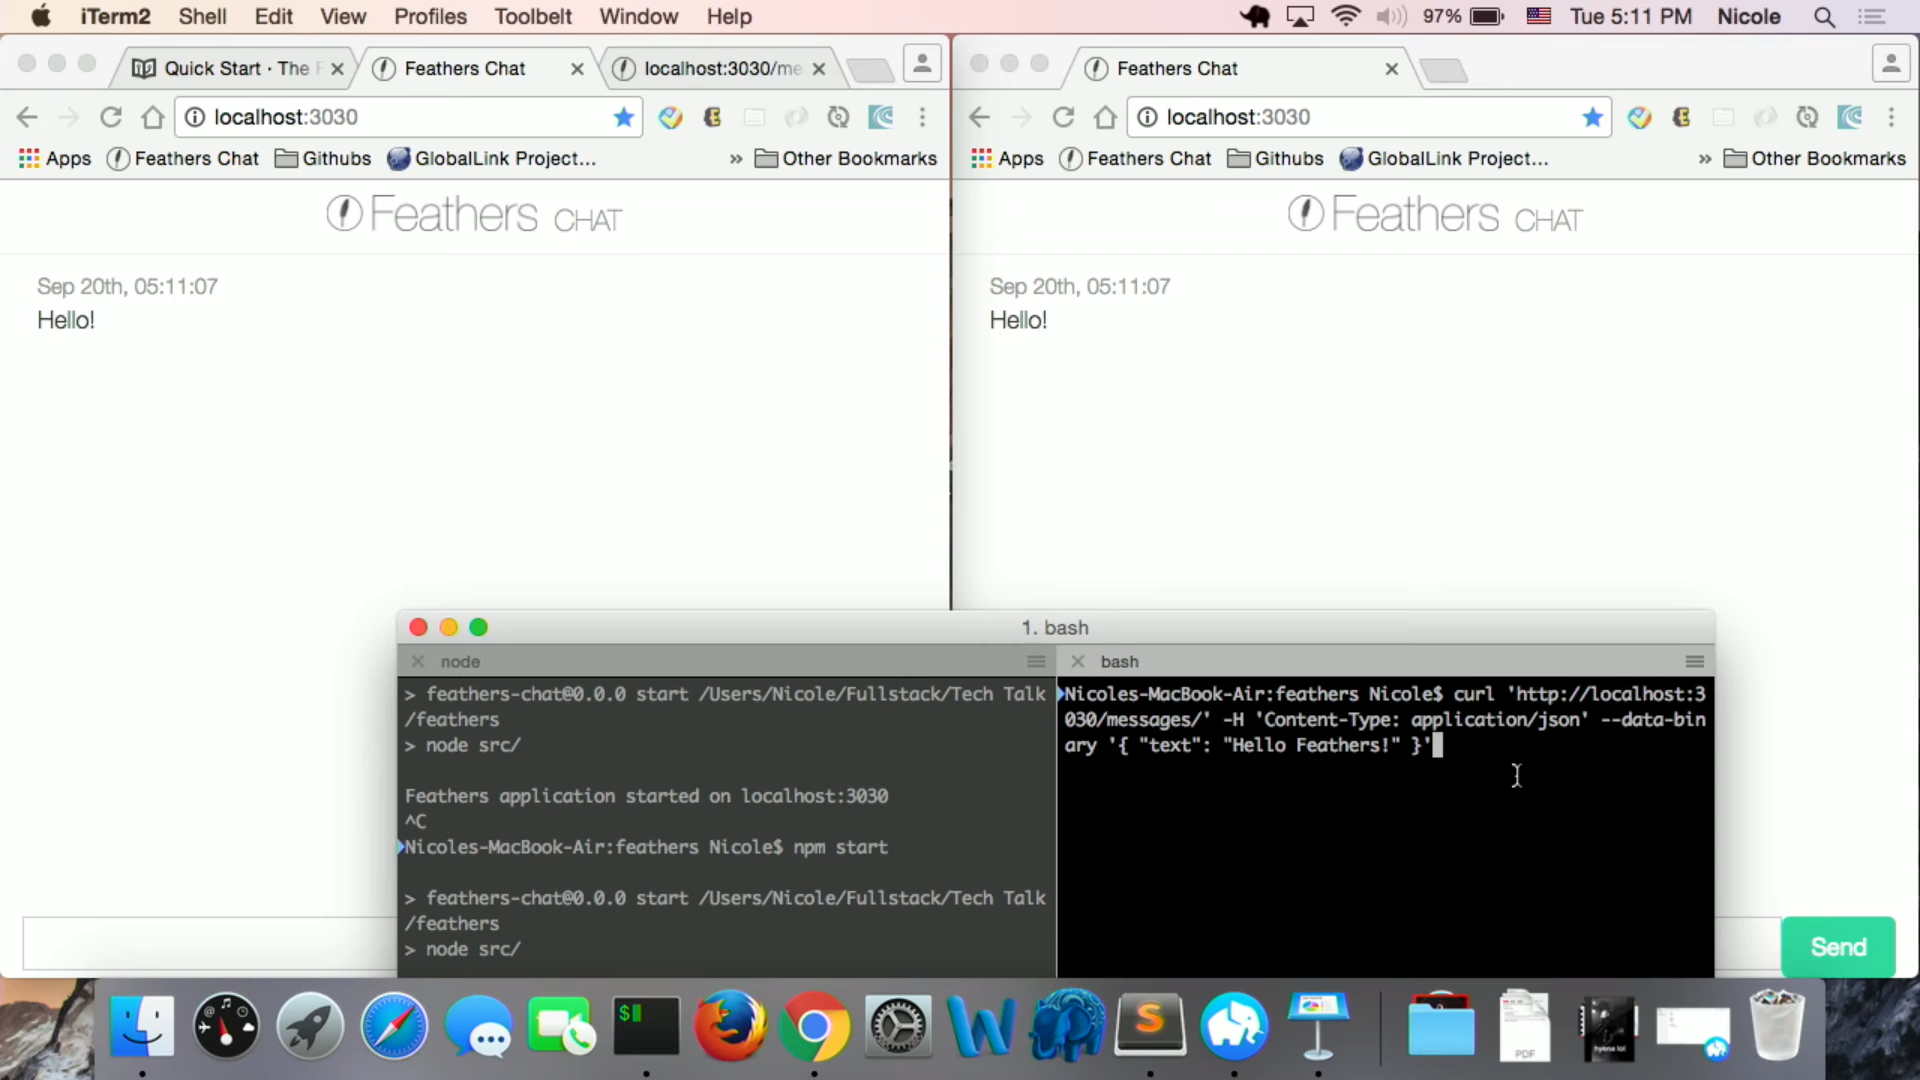 iTerm2 Shell Edit View Profiles Toolbelt Window Help 97% Tue 5:11 PM Nicole
Quick Start · The F
Feathers Chat
localhost:3030/me
localhost:3030
Apps Feathers Chat Githubs GlobalLink Project... » Other Bookmarks
Feathers CHAT
Sep 20th, 05:11:07
Hello!
Feathers Chat
localhost:3030
Apps Feathers Chat Githubs GlobalLink Project... » Other Bookmarks
Feathers CHAT
Sep 20th, 05:11:07
Hello!
Send
1. bash
node
> feathers-chat@0.0.0 start /Users/Nicole/Fullstack/Tech Talk
/feathers
> node src/
Feathers application started on localhost:3030
^C
Nicoles-MacBook-Air:feathers Nicole$ npm start
> feathers-chat@0.0.0 start /Users/Nicole/Fullstack/Tech Talk
/feathers
> node src/
bash
Nicoles-MacBook-Air:feathers Nicole$ curl 'http://localhost:3
030/messages/' -H 'Content-Type: application/json' --data-bin
ary '{ "text": "Hello Feathers!" }'
$
W
S
PDF
hyena lol